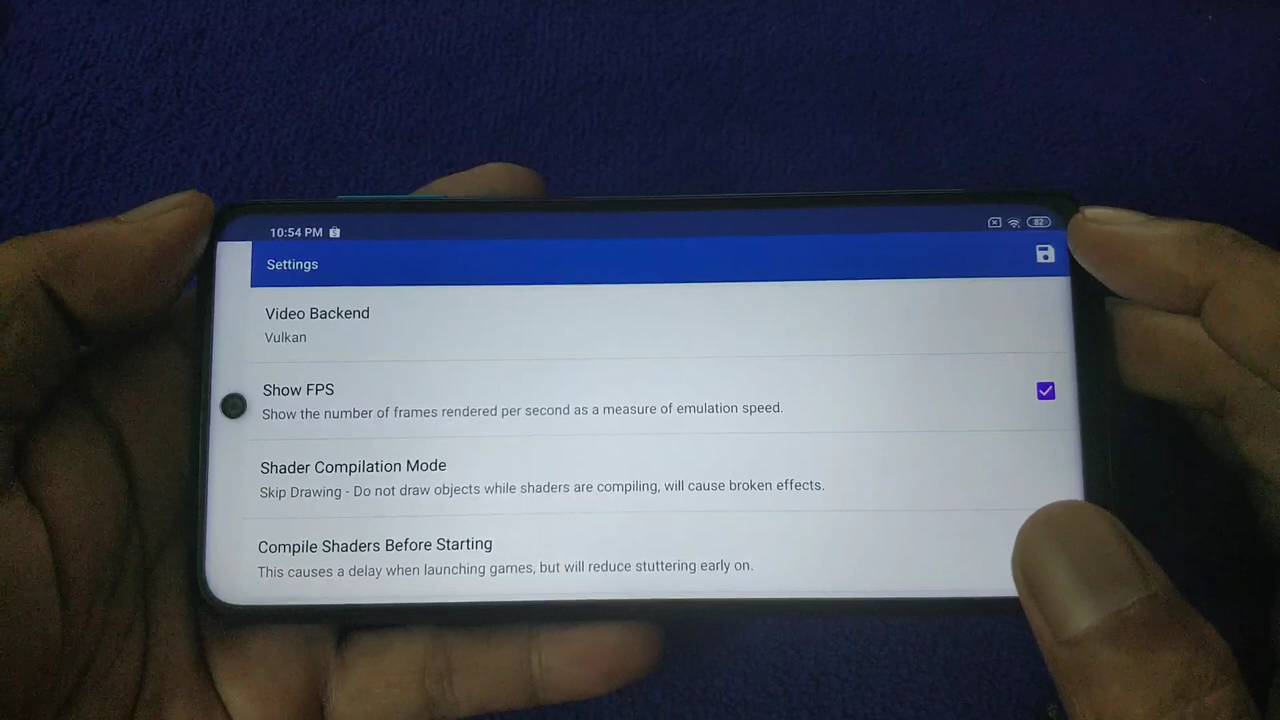 10:54 PM
82
Settings
Video Backend
Vulkan
Show FPS
Show the number of frames rendered per second as a measure of emulation speed.
Shader Compilation Mode
Skip Drawing - Do not draw objects while shaders are compiling, will cause broken effects.
Compile Shaders Before Starting
This causes a delay when launching games, but will reduce stuttering early on.